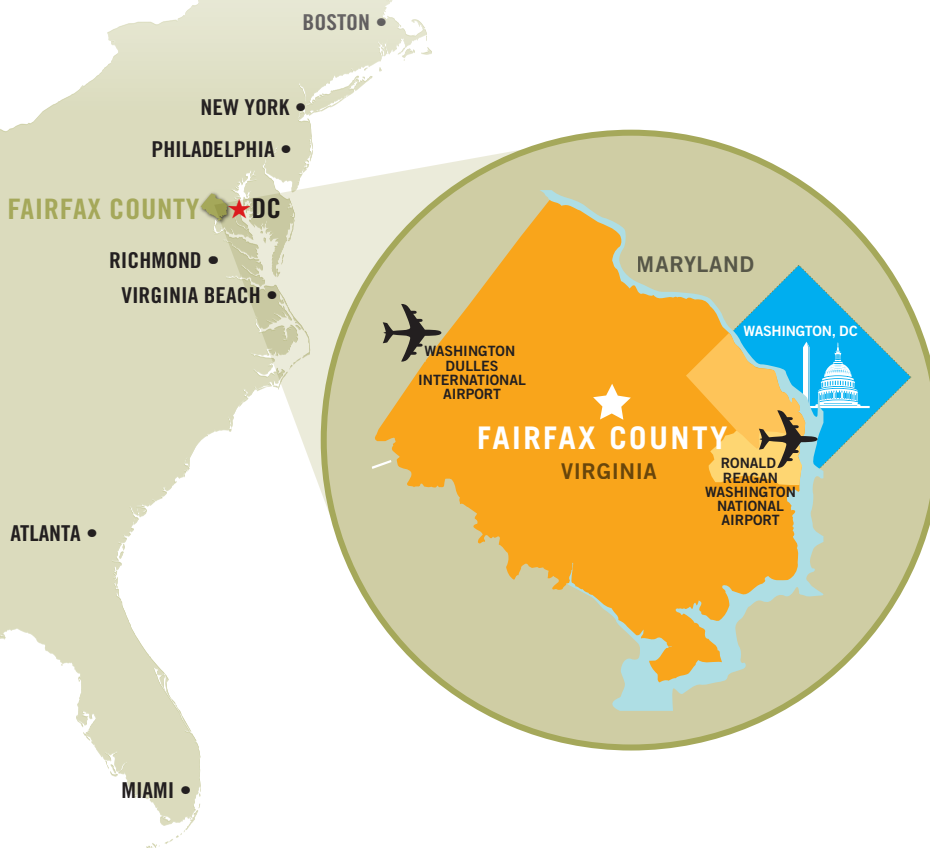 BOSTON
NEW YORK
PHILADELPHIA
FAIRFAX COUNTY
DC
RICHMOND
VIRGINIA BEACH
ATLANTA
MIAMI
MARYLAND
WASHINGTON, DC
WASHINGTON
DULLES
INTERNATIONAL
AIRPORT
FAIRFAX COUNTY
VIRGINIA
RONALD
REAGAN
WASHINGTON
NATIONAL
AIRPORT